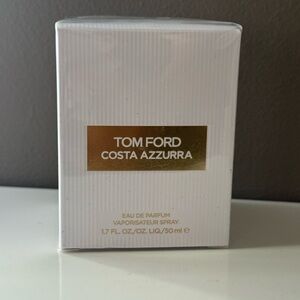 TOM FORD
COSTA AZZURRA
EAU DE PARFUM
VAPORISATEUR SPRAY
1.7 FL. OZ./OZ. LIQ./50 ml ℮